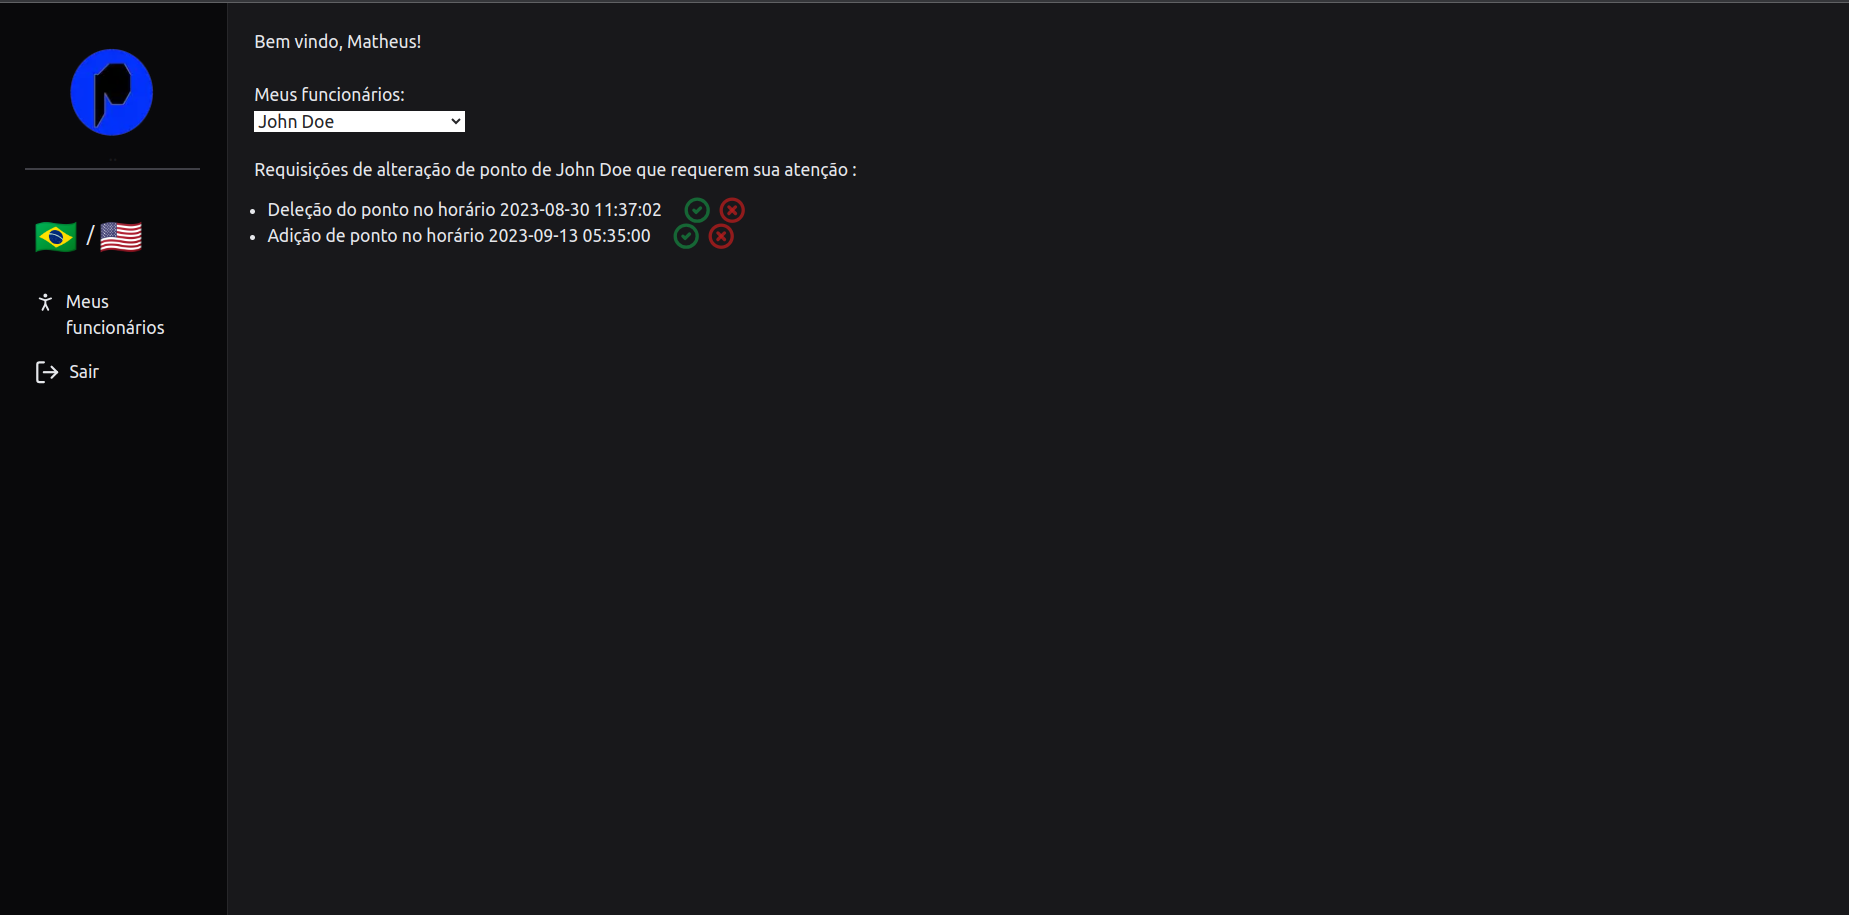 Bem vindo, Matheus!
Meus funcionários:
John Doe
Requisições de alteração de ponto de John Doe que requerem sua atenção :
Deleção do ponto no horário 2023-08-30 11:37:02
Adição de ponto no horário 2023-09-13 05:35:00
/
Meus
funcionários
Sair